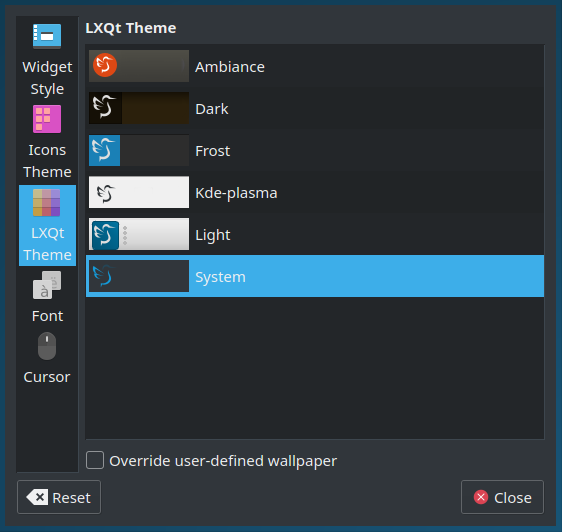 LXQt Theme
Widget
Style
Icons
Theme
LXQt
Theme
Font
Cursor
Ambiance
Dark
Frost
Kde-plasma
Light
System
Override user-defined wallpaper
Reset
Close